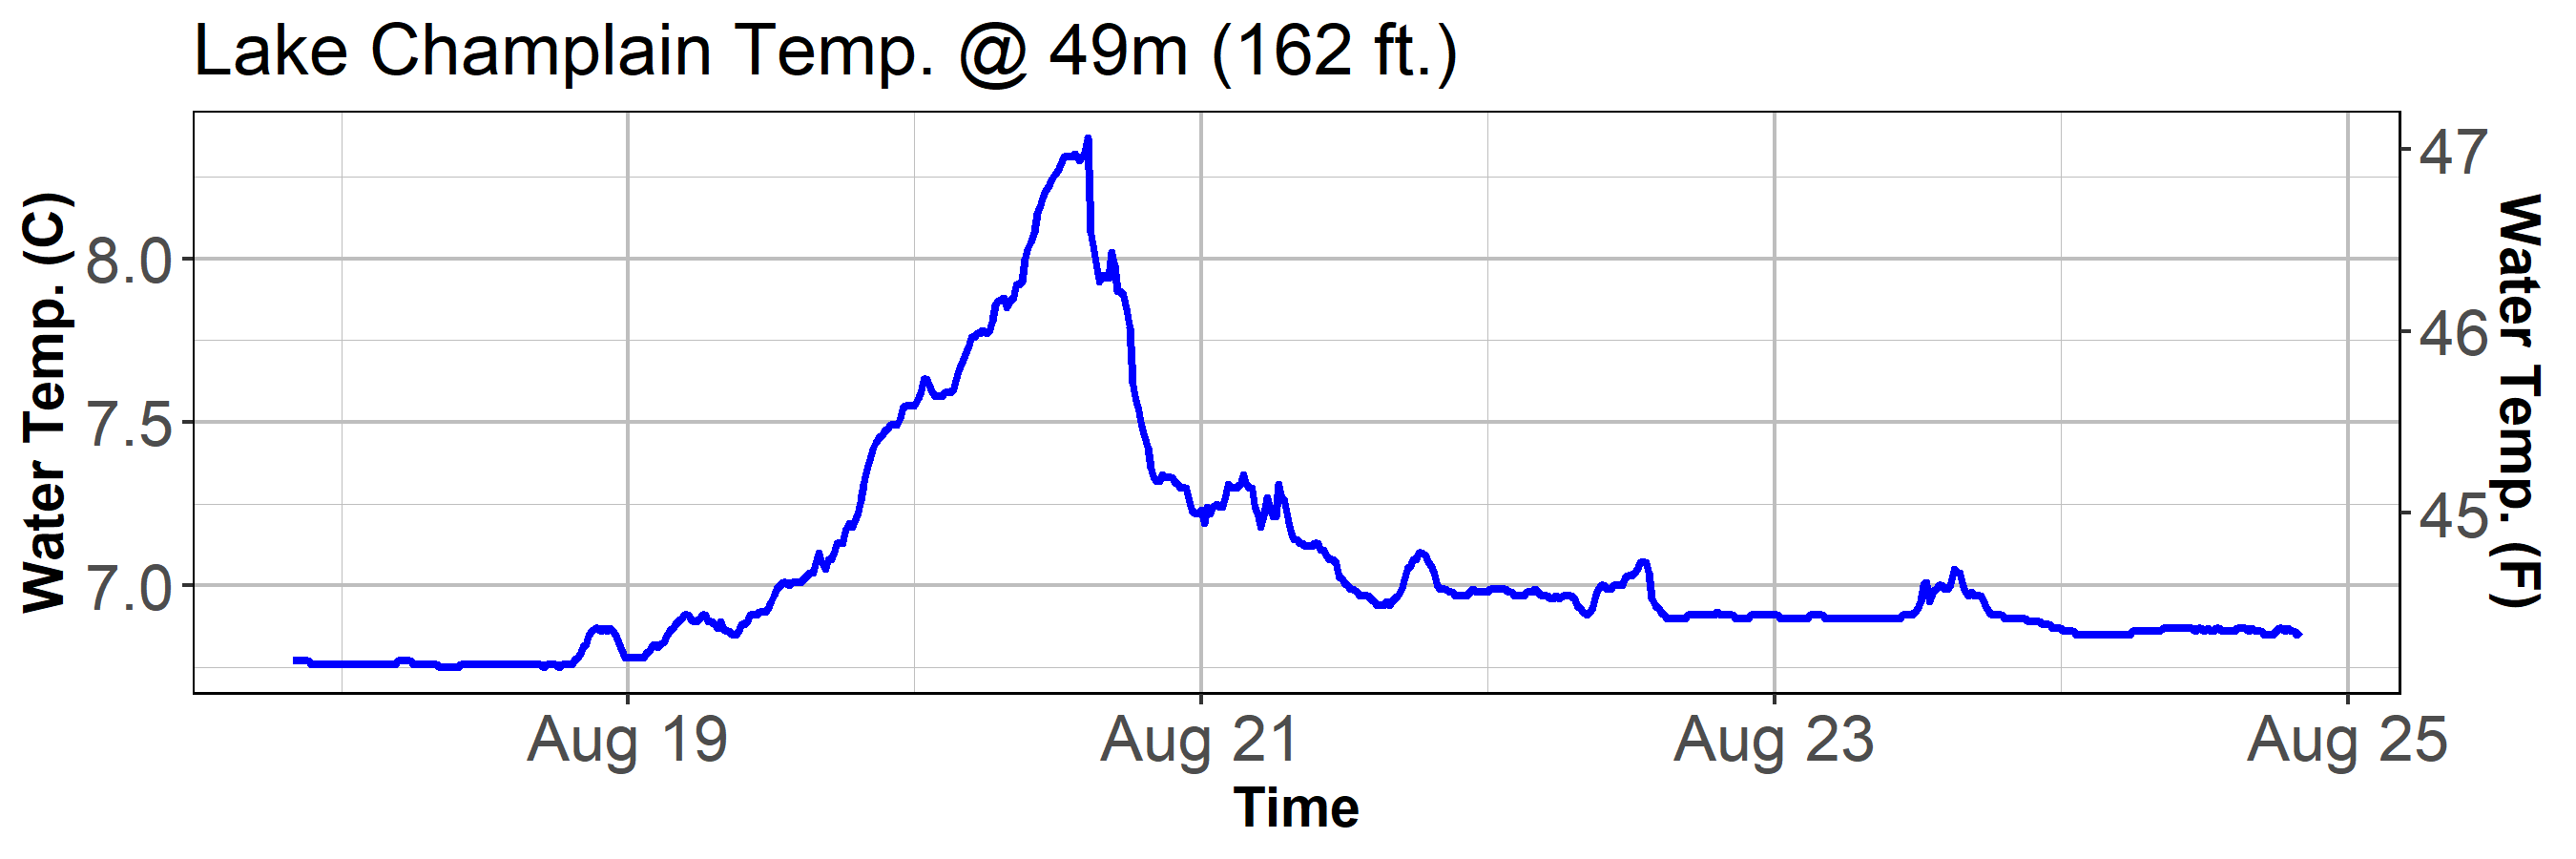 Lake Champlain Temp. @ 49m (162 ft.)
Water Temp. (C)
8.0
7.5
7.0
47
46
45
Water Temp. (F)
Aug 19
Aug 21
Aug 23
Aug 25
Time